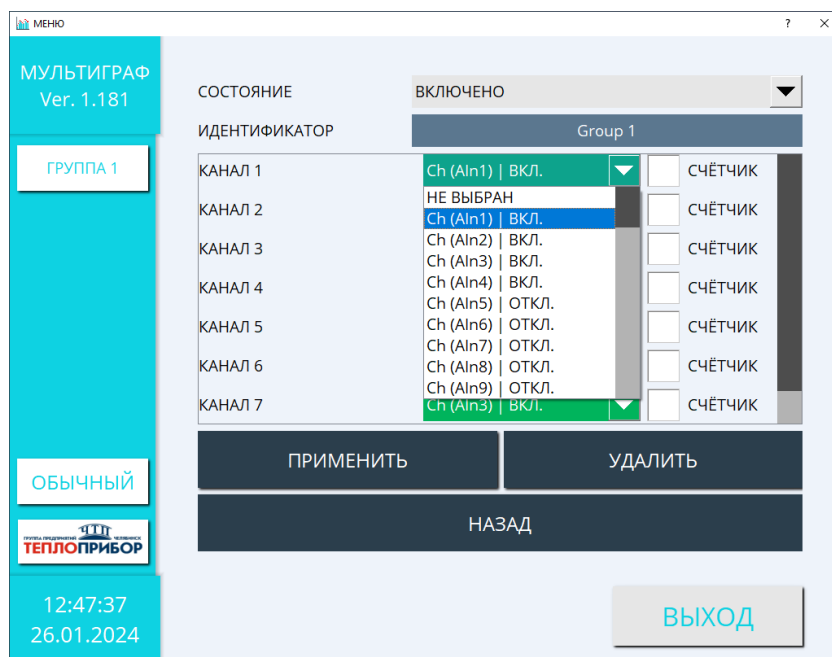 МЕНЮ
? ×
МУЛЬТИГРАФ
Ver. 1.181
ГРУППА 1
ОБЫЧНЫЙ
ЧТП
ТЕПЛОПРИБОР
12:47:37
26.01.2024
СОСТОЯНИЕ ВКЛЮЧЕНО
ИДЕНТИФИКАТОР Group 1
КАНАЛ 1 Ch (AIn1) | ВКЛ. СЧЁТЧИК
НЕ ВЫБРАН
КАНАЛ 2 Ch (AIn1) | ВКЛ. СЧЁТЧИК
Ch (AIn2) | ВКЛ.
КАНАЛ 3 Ch (AIn3) | ВКЛ. СЧЁТЧИК
КАНАЛ 4 Ch (AIn4) | ВКЛ. СЧЁТЧИК
Ch (AIn5) | ОТКЛ.
КАНАЛ 5 Ch (AIn6) | ОТКЛ. СЧЁТЧИК
Ch (AIn7) | ОТКЛ.
КАНАЛ 6 Ch (AIn8) | ОТКЛ. СЧЁТЧИК
Ch (AIn9) | ОТКЛ.
КАНАЛ 7 Ch (AIn3) | ВКЛ. СЧЁТЧИК
ПРИМЕНИТЬ УДАЛИТЬ
НАЗАД
ВЫХОД